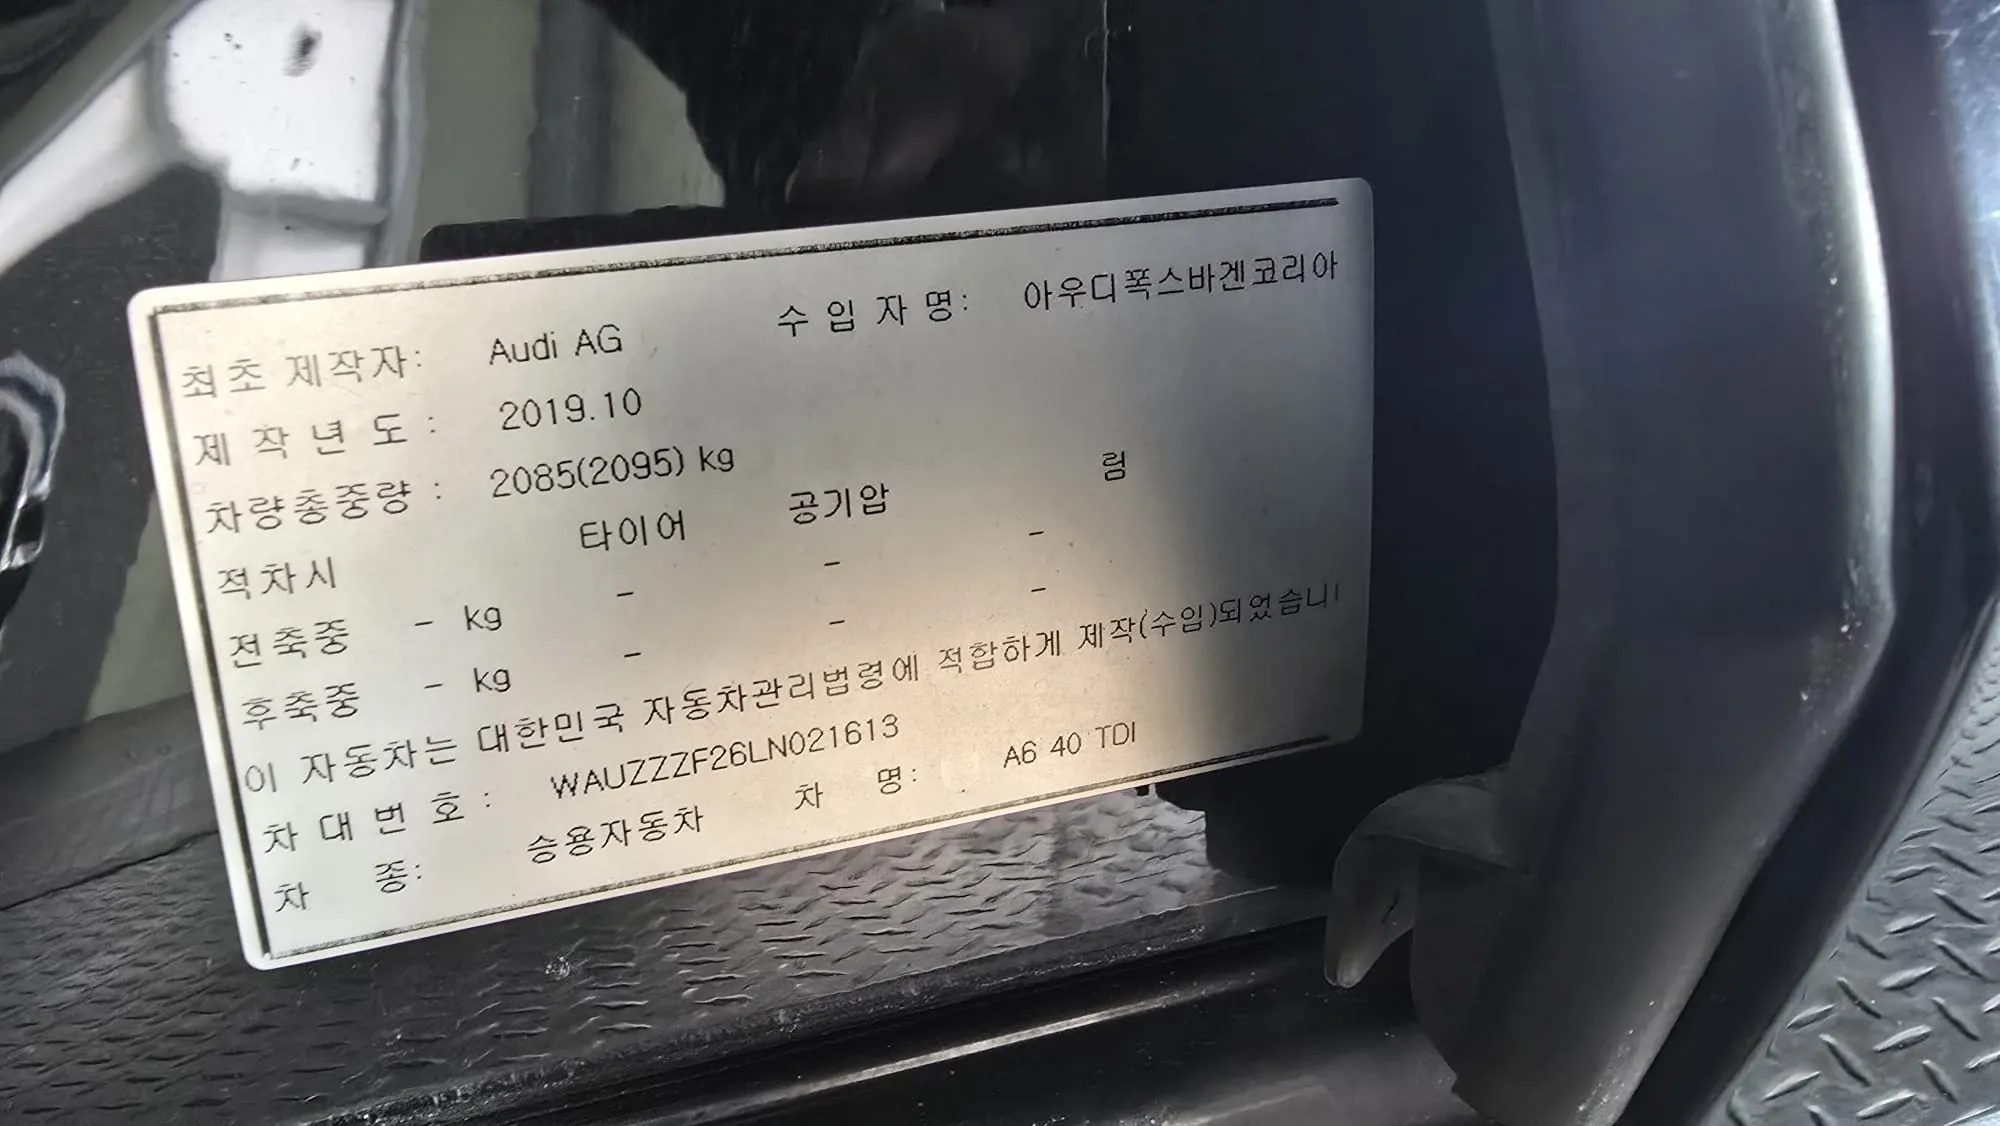 최초 제작자: Audi AG 수 입 자 명: 아우디폭스바겐코리아
제 작 년 도 : 2019.10
차량총중량 : 2085(2095) kg
적차시 타이어 공기압 림
전축중 - kg - - -
후축중 - kg - - -
이 자동차는 대한민국 자동차관리법령에 적합하게 제작(수입)되었습니
차 대 번 호 : WAUZZZF26LN021613
차 종: 승용자동차 차 명: A6 40 TDI